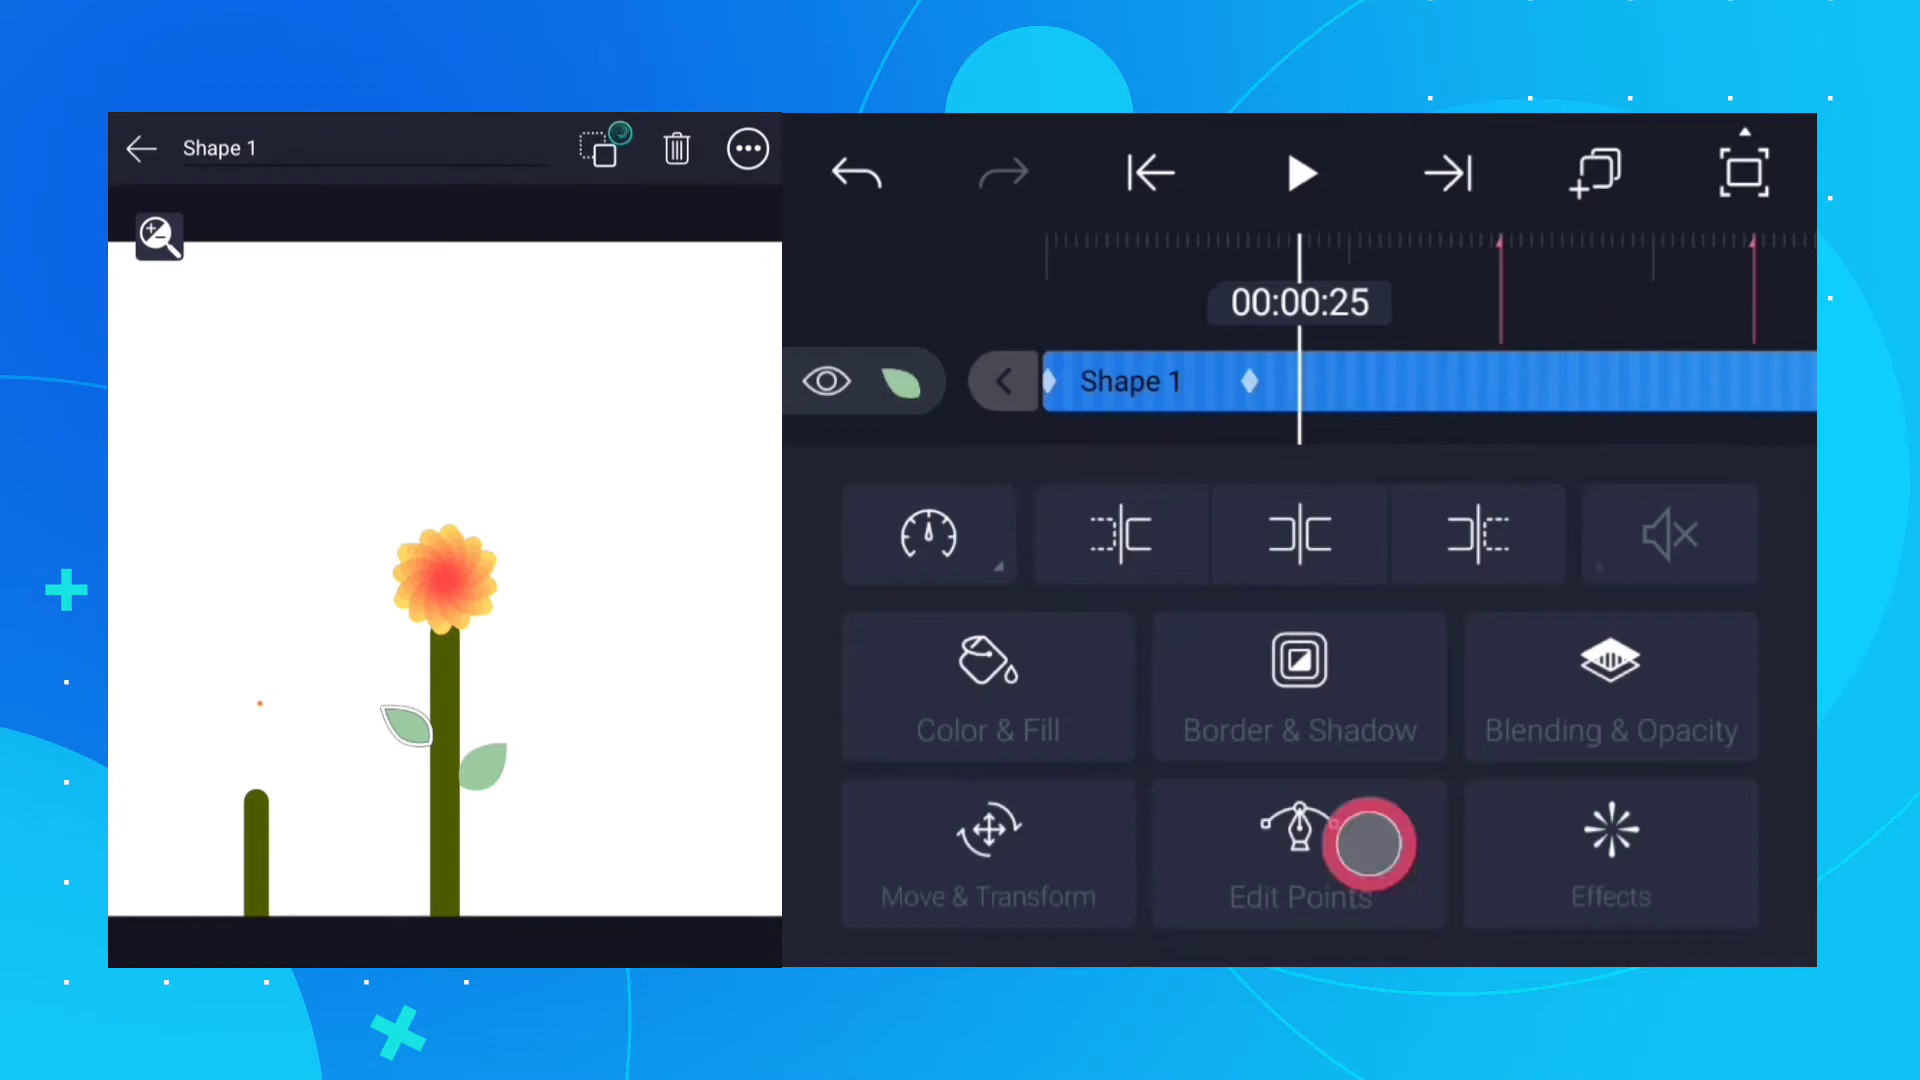 Shape 1
00:00:25
Shape 1
Color & Fill
Border & Shadow
Blending & Opacity
Move & Transform
Edit Points
Effects